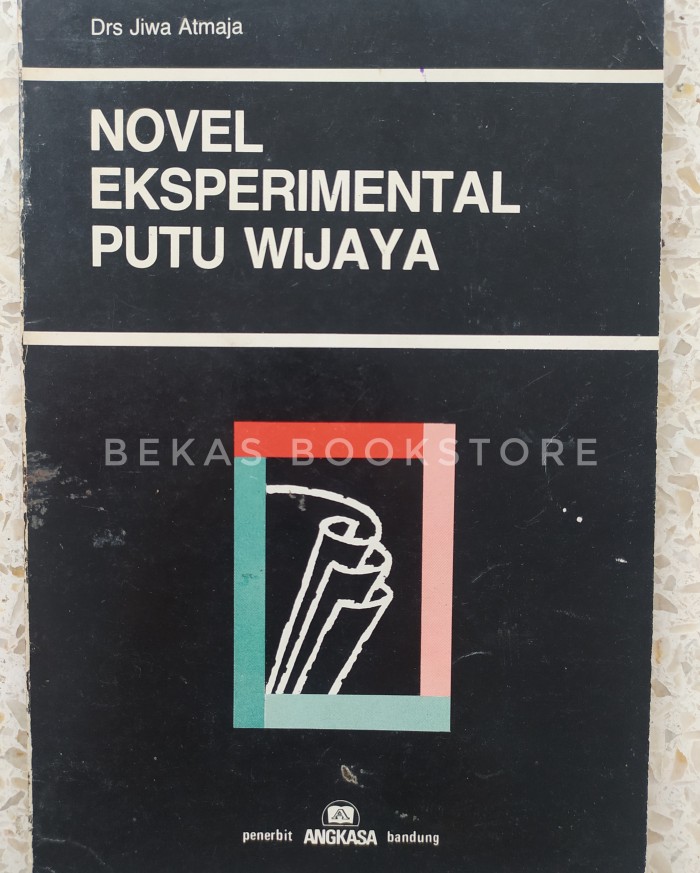 Drs Jiwa Atmaja
NOVEL
EKSPERIMENTAL
PUTU WIJAYA
BEKAS BOOKSTORE
penerbit ANGKASA bandung